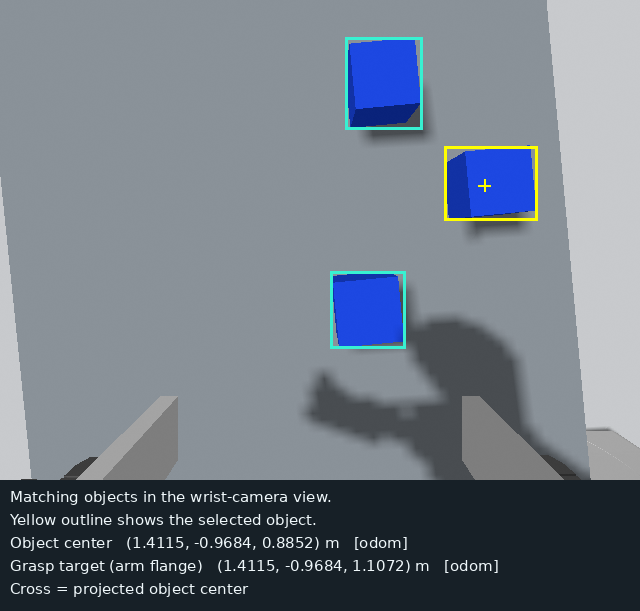 Matching objects in the wrist-camera view.
Yellow outline shows the selected object.
Object center   (1.4115, -0.9684, 0.8852) m   [odom]
Grasp target (arm flange)   (1.4115, -0.9684, 1.1072) m   [odom]
Cross = projected object center